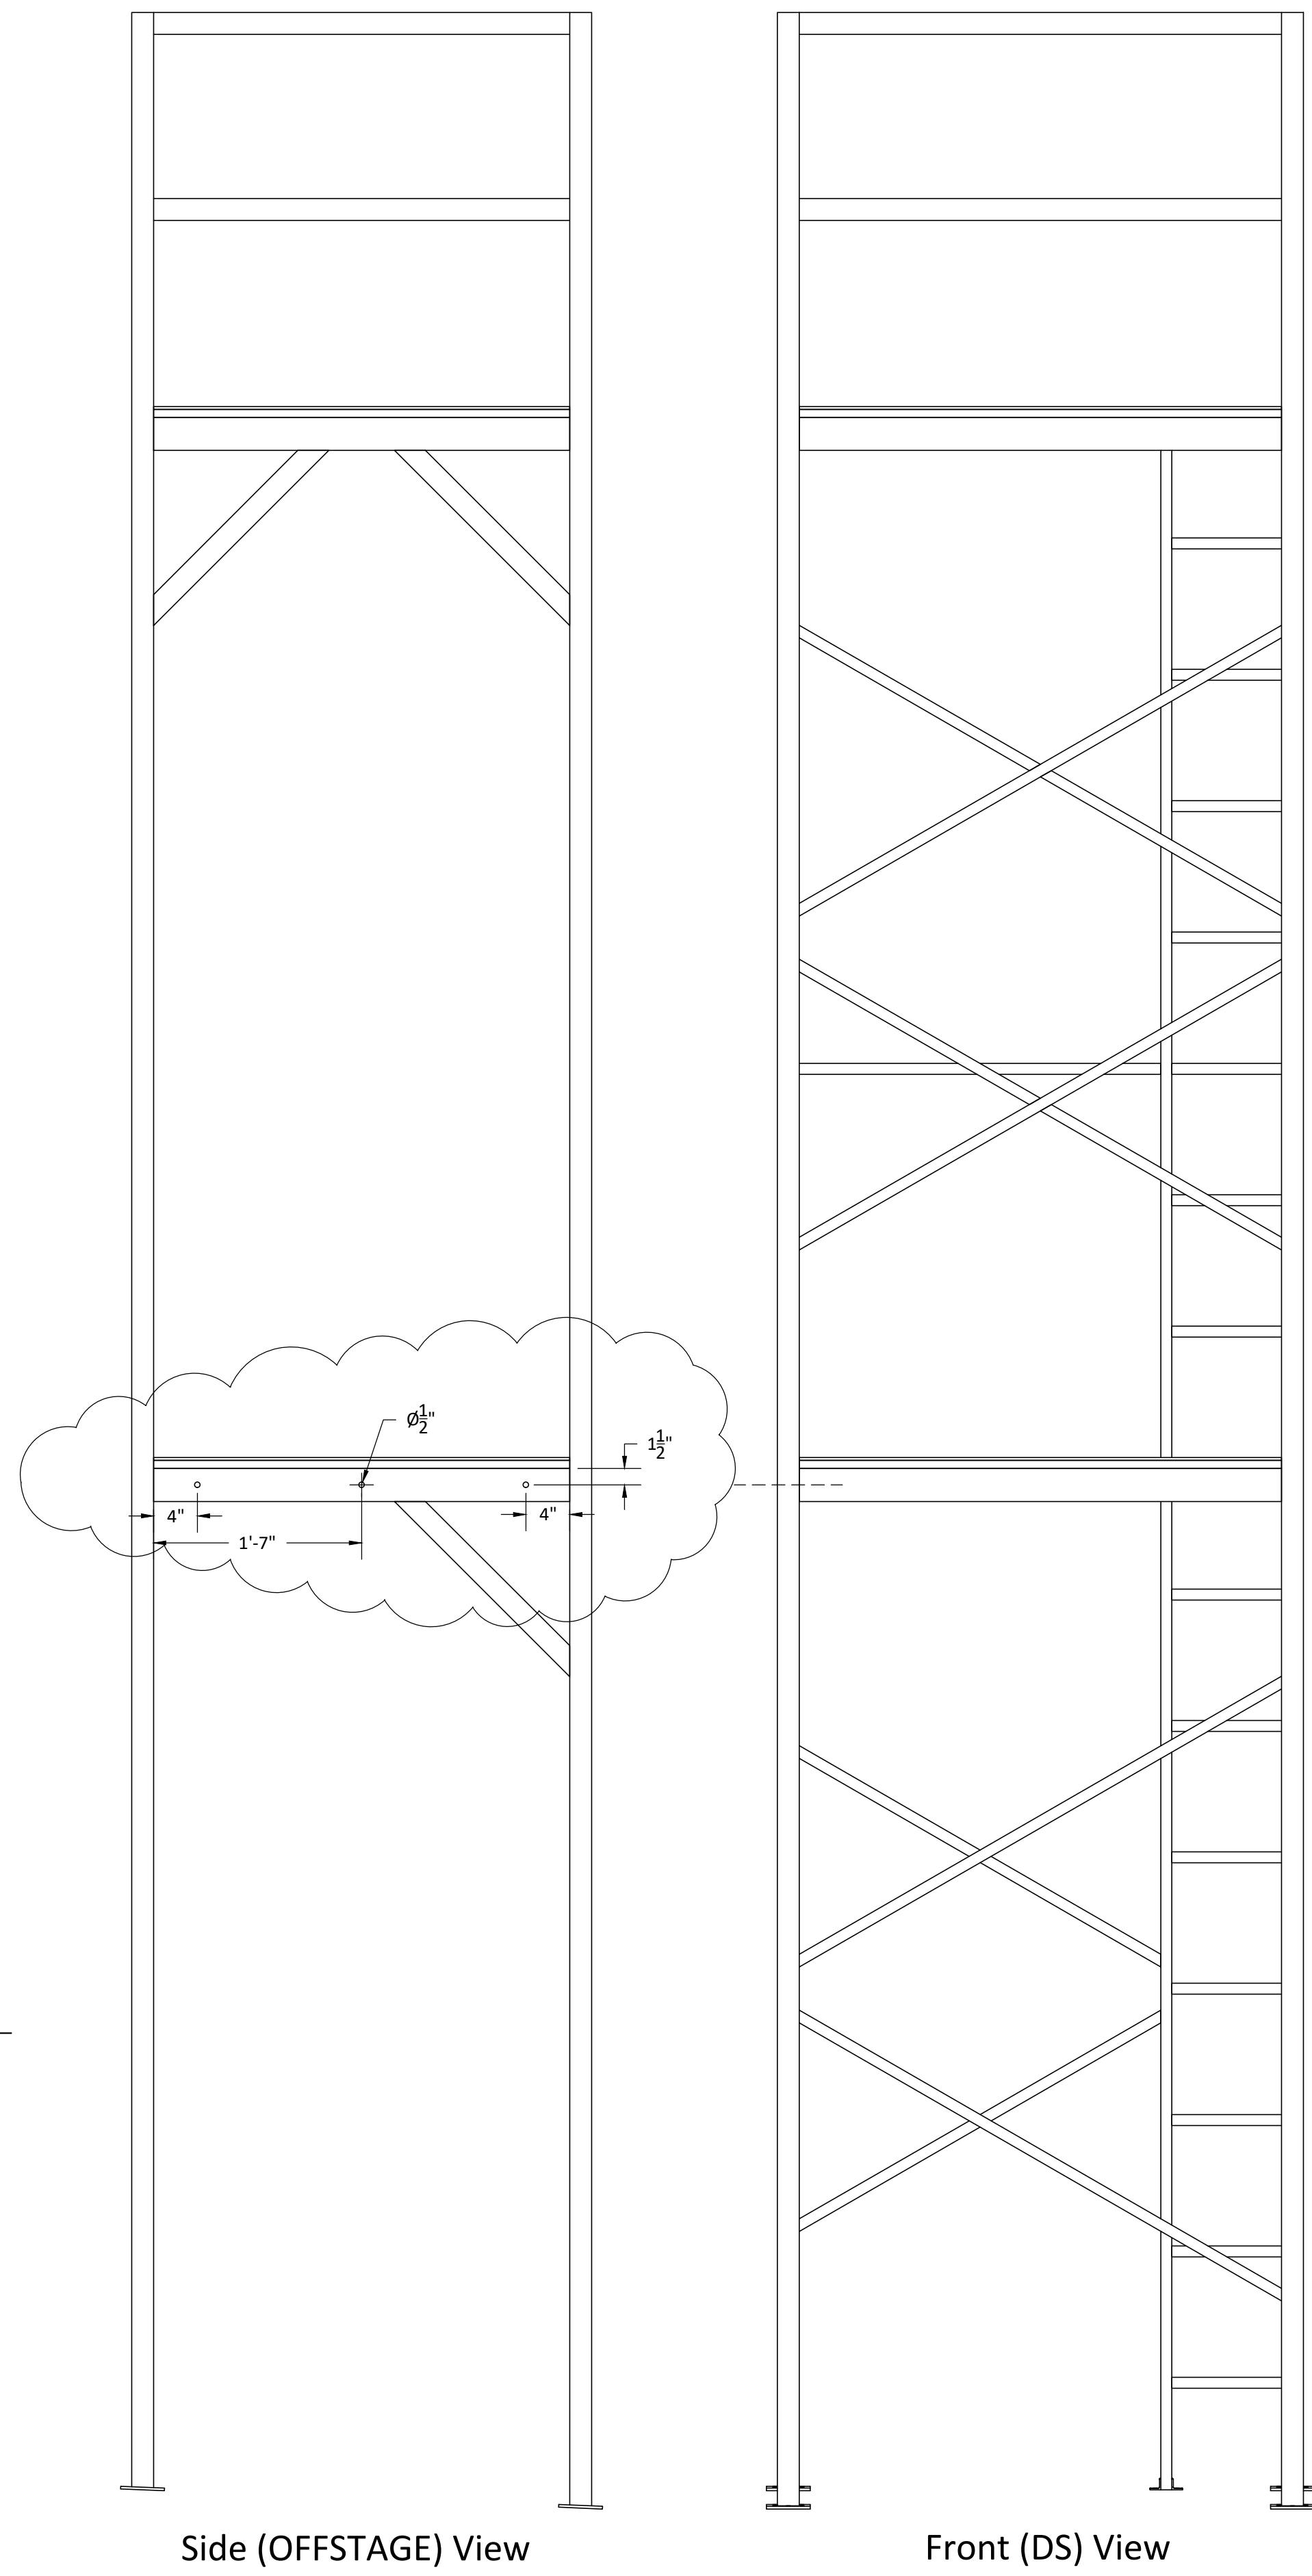 Ø1/2"
1 1/2"
4"
4"
1'-7"
Side (OFFSTAGE) View
Front (DS) View